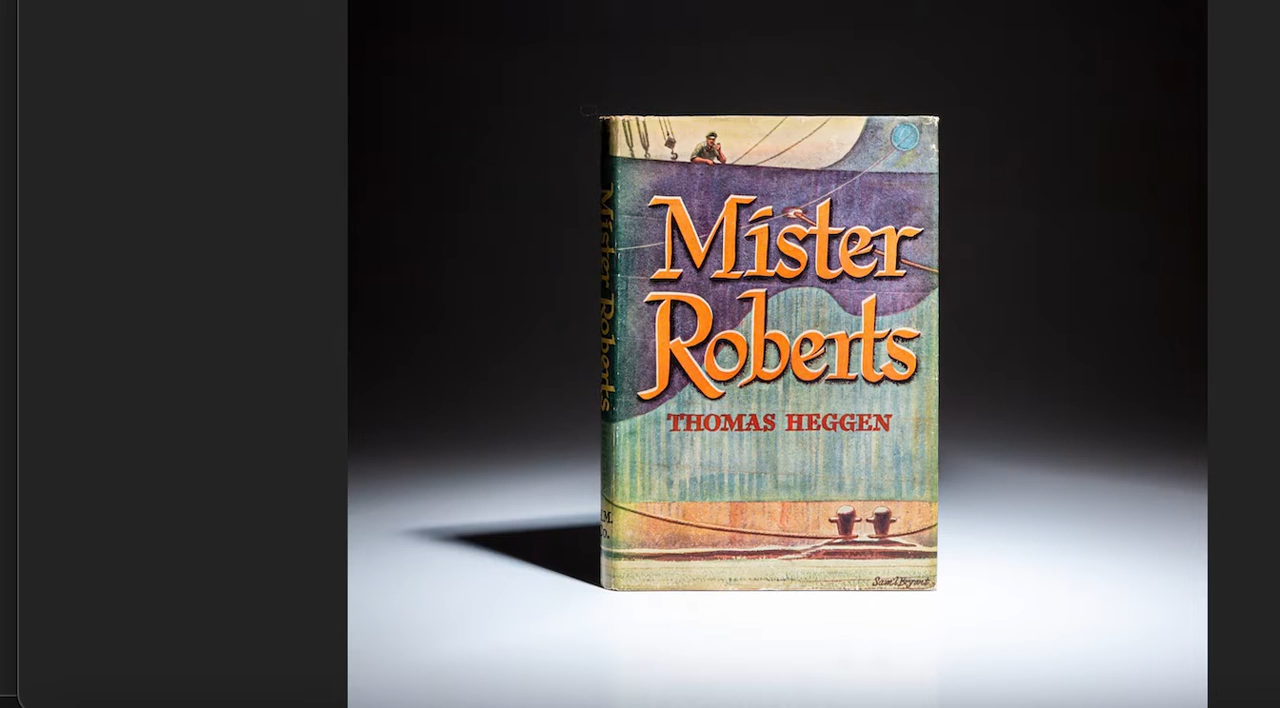 Mister
Roberts
THOMAS HEGGEN
Sam'l Bryant
Mister Roberts